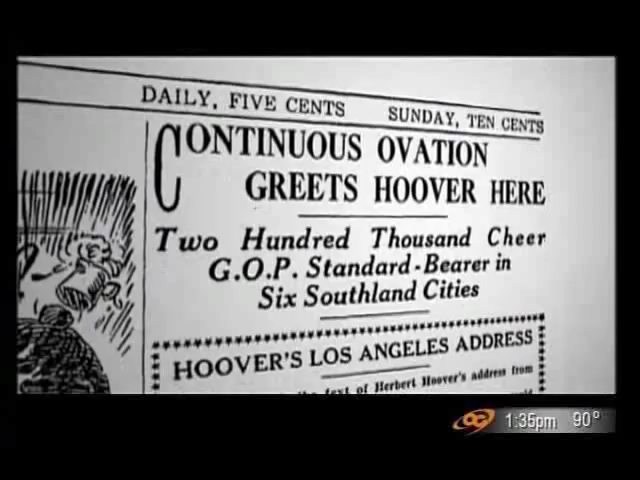 DAILY, FIVE CENTS SUNDAY, TEN CENTS
CONTINUOUS OVATION
GREETS HOOVER HERE
Two Hundred Thousand Cheer
G.O.P. Standard-Bearer in
Six Southland Cities
HOOVER'S LOS ANGELES ADDRESS
the text of Herbert Hoover's address from
OC 1:35pm 90°